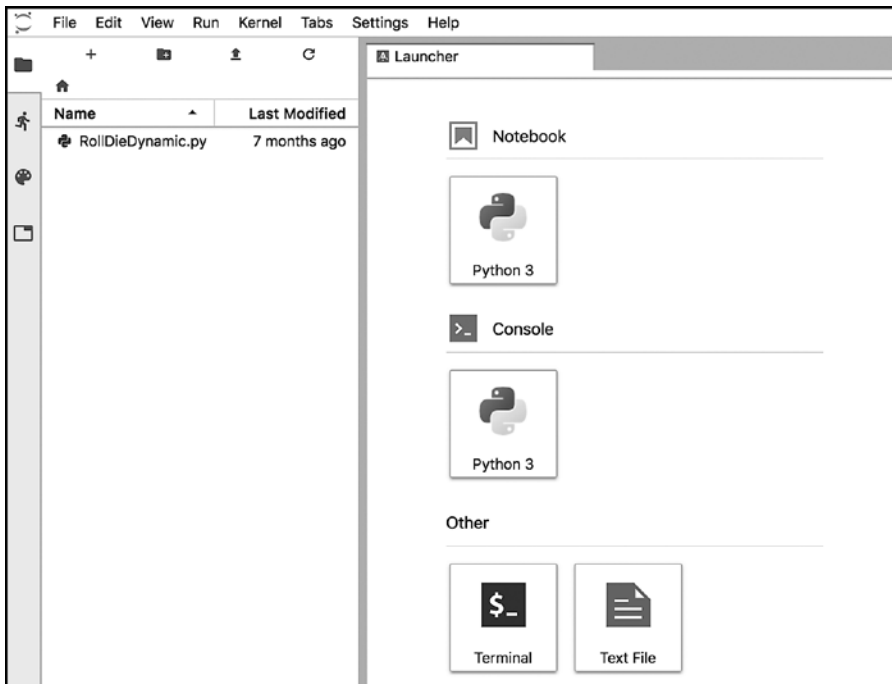 File Edit View Run Kernel Tabs Settings Help
Launcher
Name Last Modified
RollDieDynamic.py 7 months ago
Notebook
Python 3
Console
>_
Python 3
Other
$_
Terminal
Text File